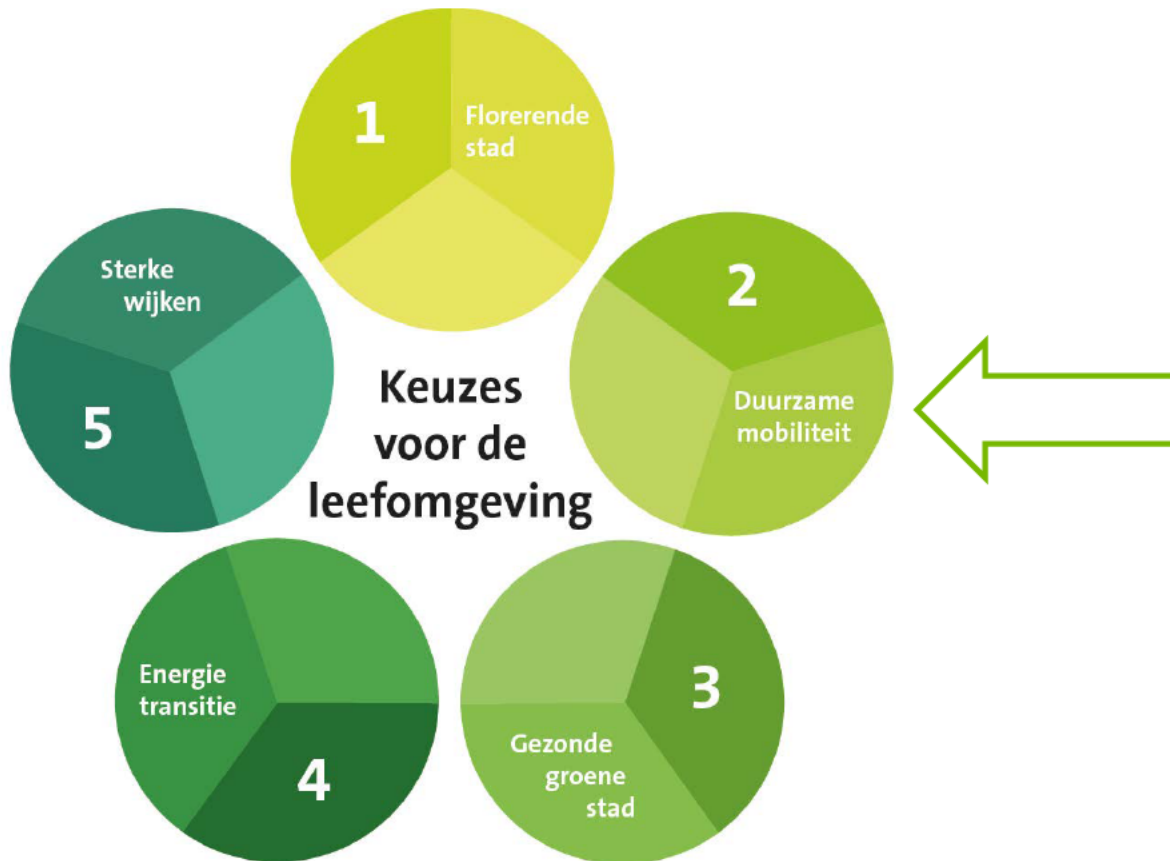 1
Florerende
stad
2
Duurzame
mobiliteit
3
Gezonde
groene
stad
4
Energie
transitie
5
Sterke
wijken
Keuzes
voor de
leefomgeving